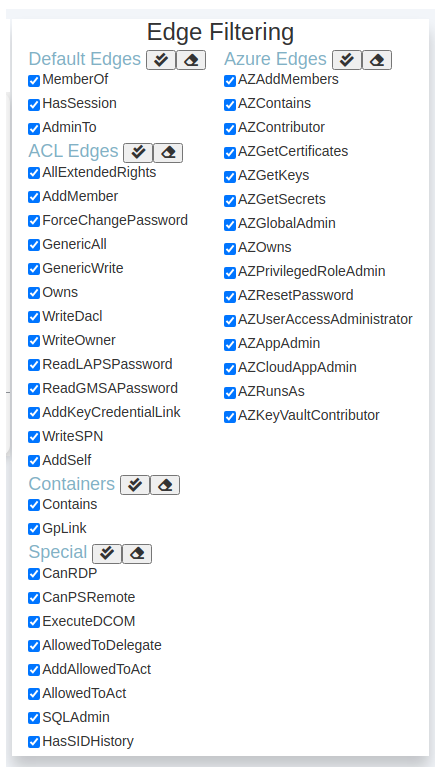 Edge Filtering
Default Edges
MemberOf
HasSession
AdminTo
ACL Edges
AllExtendedRights
AddMember
ForceChangePassword
GenericAll
GenericWrite
Owns
WriteDacl
WriteOwner
ReadLAPSPassword
ReadGMSAPassword
AddKeyCredentialLink
WriteSPN
AddSelf
Containers
Contains
GpLink
Special
CanRDP
CanPSRemote
ExecuteDCOM
AllowedToDelegate
AddAllowedToAct
AllowedToAct
SQLAdmin
HasSIDHistory
Azure Edges
AZAddMembers
AZContains
AZContributor
AZGetCertificates
AZGetKeys
AZGetSecrets
AZGlobalAdmin
AZOwns
AZPrivilegedRoleAdmin
AZResetPassword
AZUserAccessAdministrator
AZAppAdmin
AZCloudAppAdmin
AZRunsAs
AZKeyVaultContributor